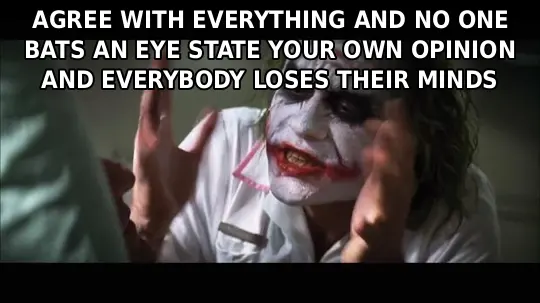 AGREE WITH EVERYTHING AND NO ONE
BATS AN EYE STATE YOUR OWN OPINION
AND EVERYBODY LOSES THEIR MINDS